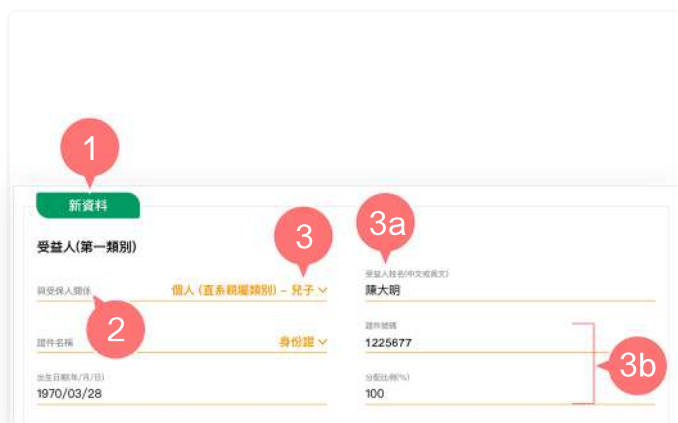 1
新資料
3
3a
受益人(第一類別)
受益人姓名(中文或英文)
與受保人關係
個人 (直系親屬類別) – 兒子
陳大明
2
證件名稱
身份證
證件號碼
1225677
3b
出生日期(年/月/日)
1970/03/28
分配比例(%)
100